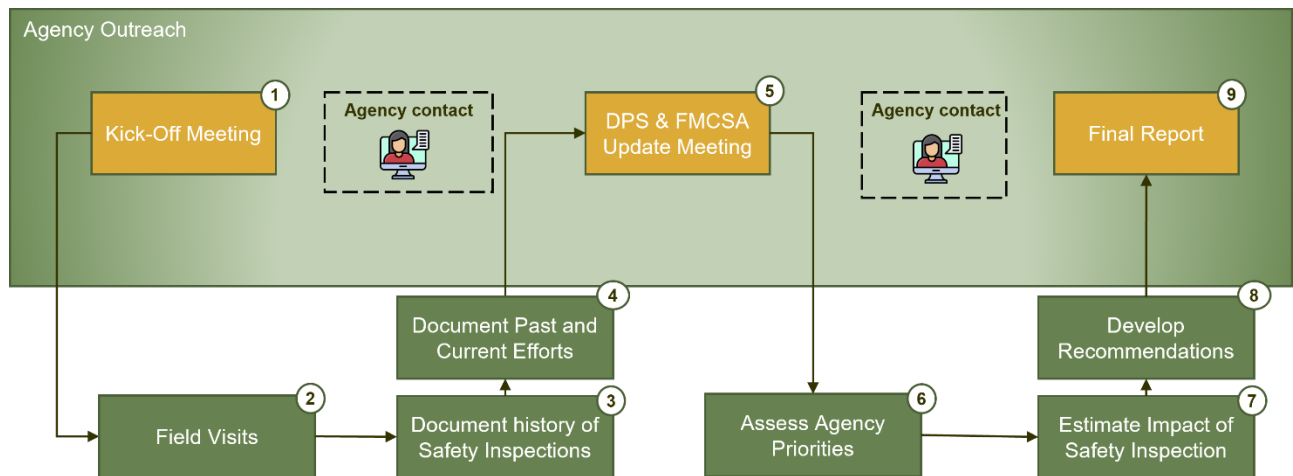 Agency Outreach
1
Kick-Off Meeting
Agency contact
5
DPS & FMCSA
Update Meeting
Agency contact
9
Final Report
4
Document Past and
Current Efforts
8
Develop
Recommendations
2
Field Visits
3
Document history of
Safety Inspections
6
Assess Agency
Priorities
7
Estimate Impact of
Safety Inspection